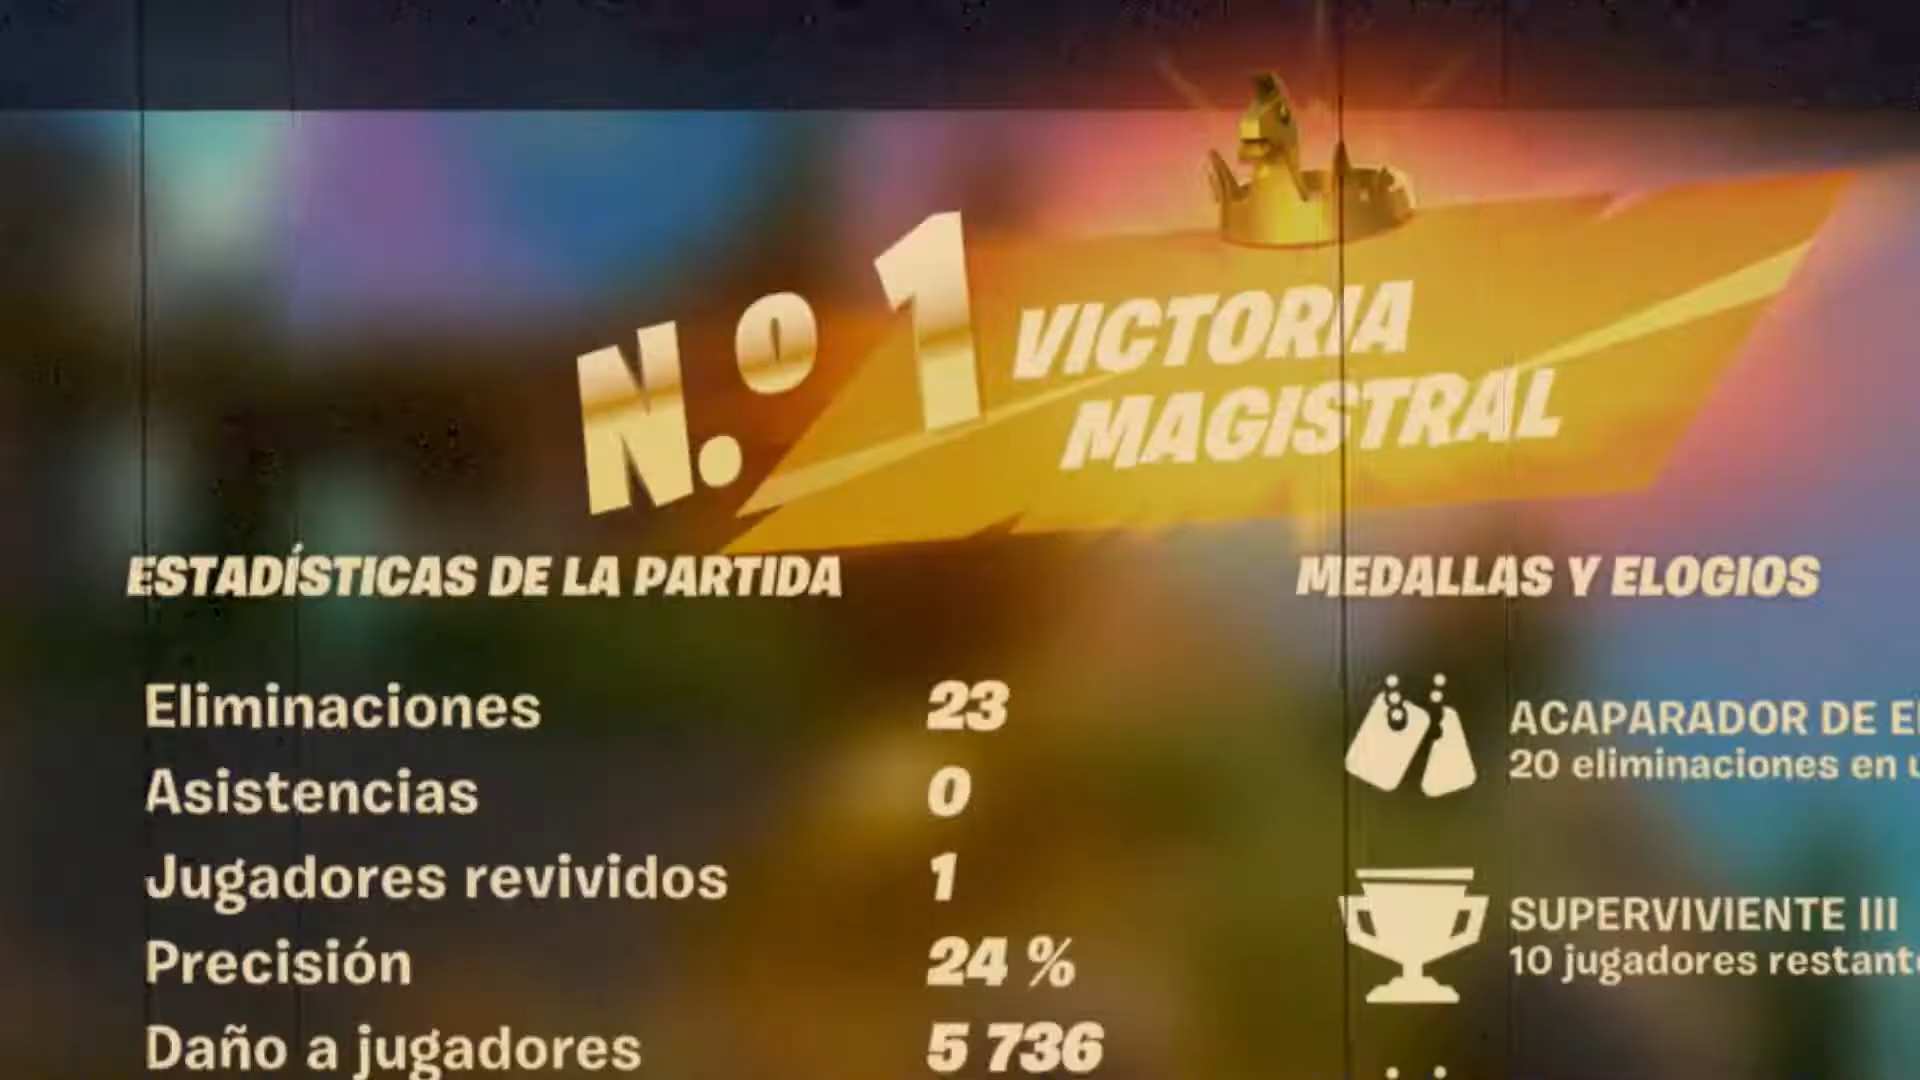 N.º 1 VICTORIA
MAGISTRAL
ESTADÍSTICAS DE LA PARTIDA
Eliminaciones 23
Asistencias 0
Jugadores revividos 1
Precisión 24 %
Daño a jugadores 5 736
MEDALLAS Y ELOGIOS
ACAPARADOR DE
20 eliminaciones en
SUPERVIVIENTE III
10 jugadores